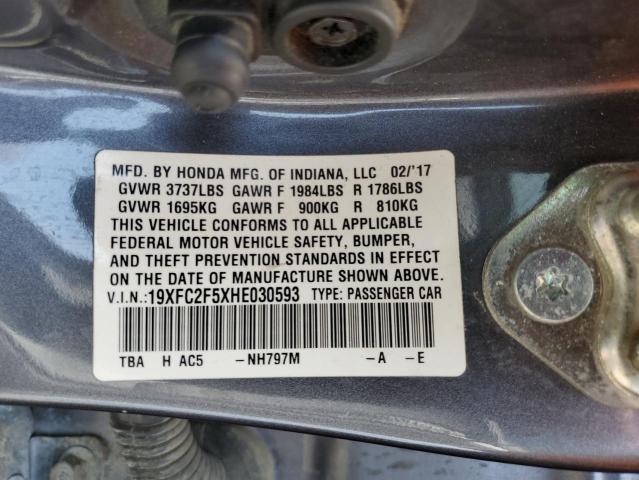 MFD. BY HONDA MFG. OF INDIANA, LLC 02/'17
GVWR 3737LBS GAWR F 1984LBS R 1786LBS
GVWR 1695KG GAWR F 900KG R 810KG
THIS VEHICLE CONFORMS TO ALL APPLICABLE
FEDERAL MOTOR VEHICLE SAFETY, BUMPER,
AND THEFT PREVENTION STANDARDS IN EFFECT
ON THE DATE OF MANUFACTURE SHOWN ABOVE.
V.I.N.:19XFC2F5XHE030593 TYPE: PASSENGER CAR
TBA H AC5 -NH797M -A -E